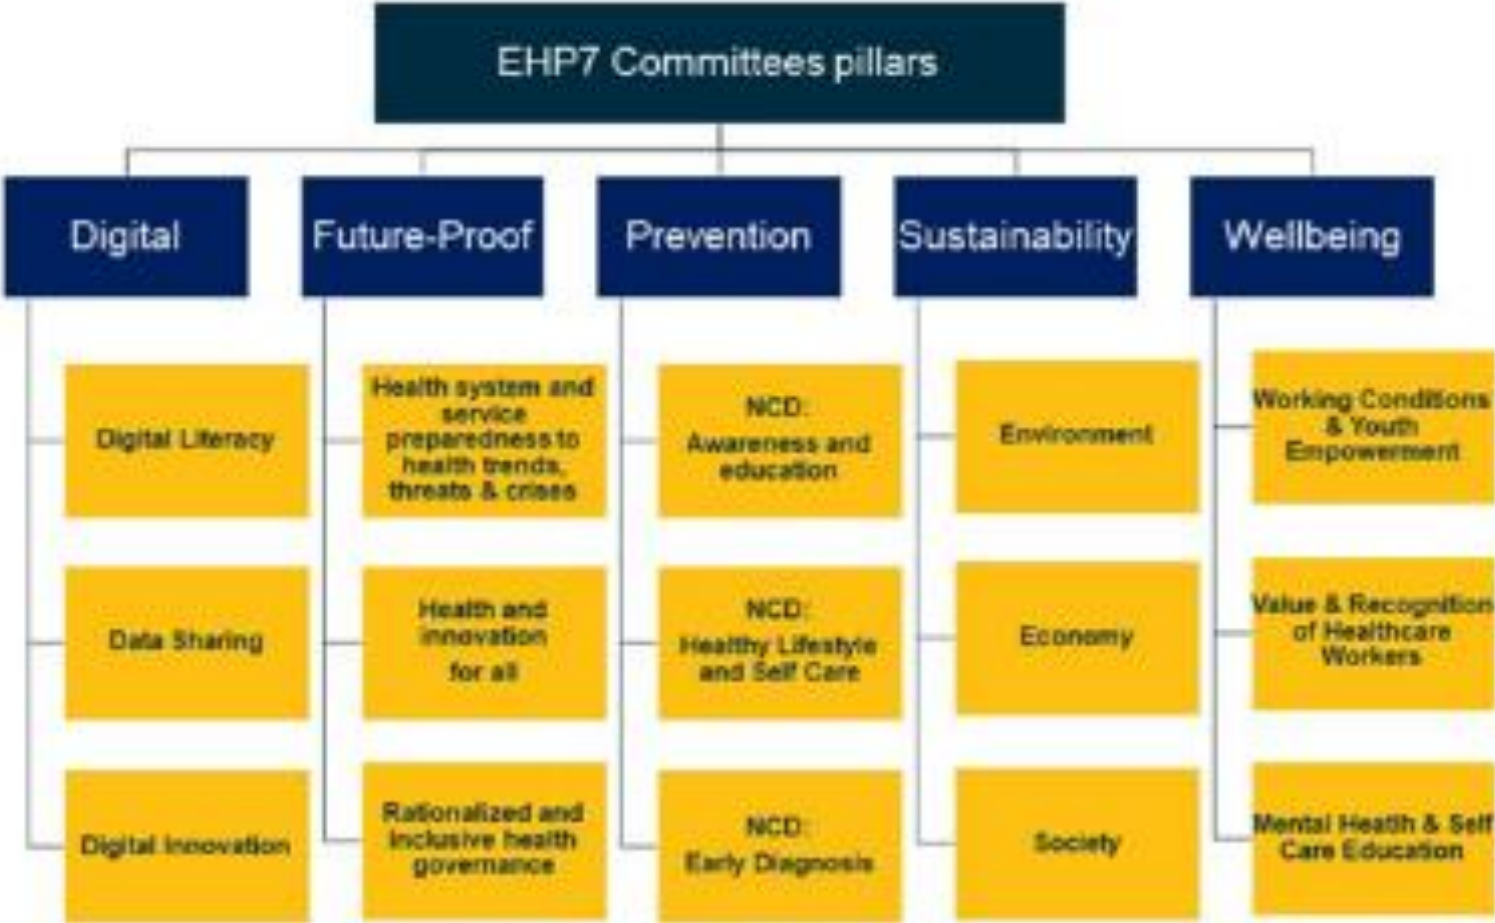 EHP7 Committees pillars
Digital
Future-Proof
Prevention
Sustainability
Wellbeing
Digital Literacy
Data Sharing
Digital Innovation
Health system and
service
preparedness to
health trends,
threats & crises
Health and
innovation
for all
Rationalized and
inclusive health
governance
NCD:
Awareness and
education
NCD:
Healthy Lifestyle
and Self Care
NCD:
Early Diagnosis
Environment
Economy
Society
Working Conditions
& Youth
Empowerment
Value & Recognition
of Healthcare
Workers
Mental Health & Self
Care Education